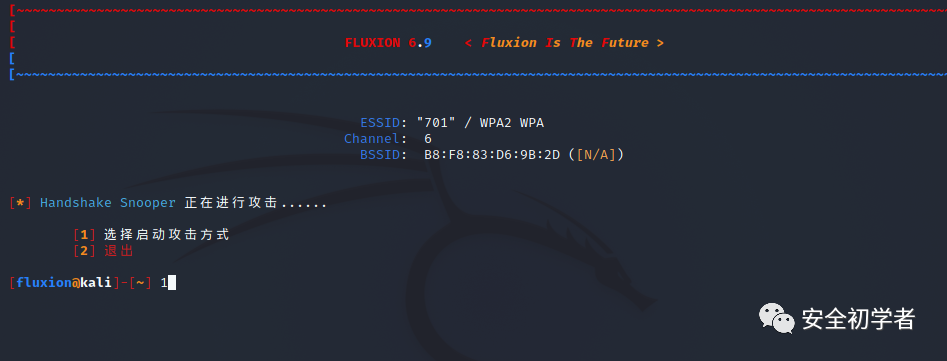 FLUXION 6.9 < Fluxion Is The Future >
ESSID: "701" / WPA2 WPA
Channel: 6
BSSID: B8:F8:83:D6:9B:2D ([N/A])
[*] Handshake Snooper 正在进行攻击......
[1] 选择启动攻击方式
[2] 退出
[fluxion@kali]-[~] 1
安全初学者